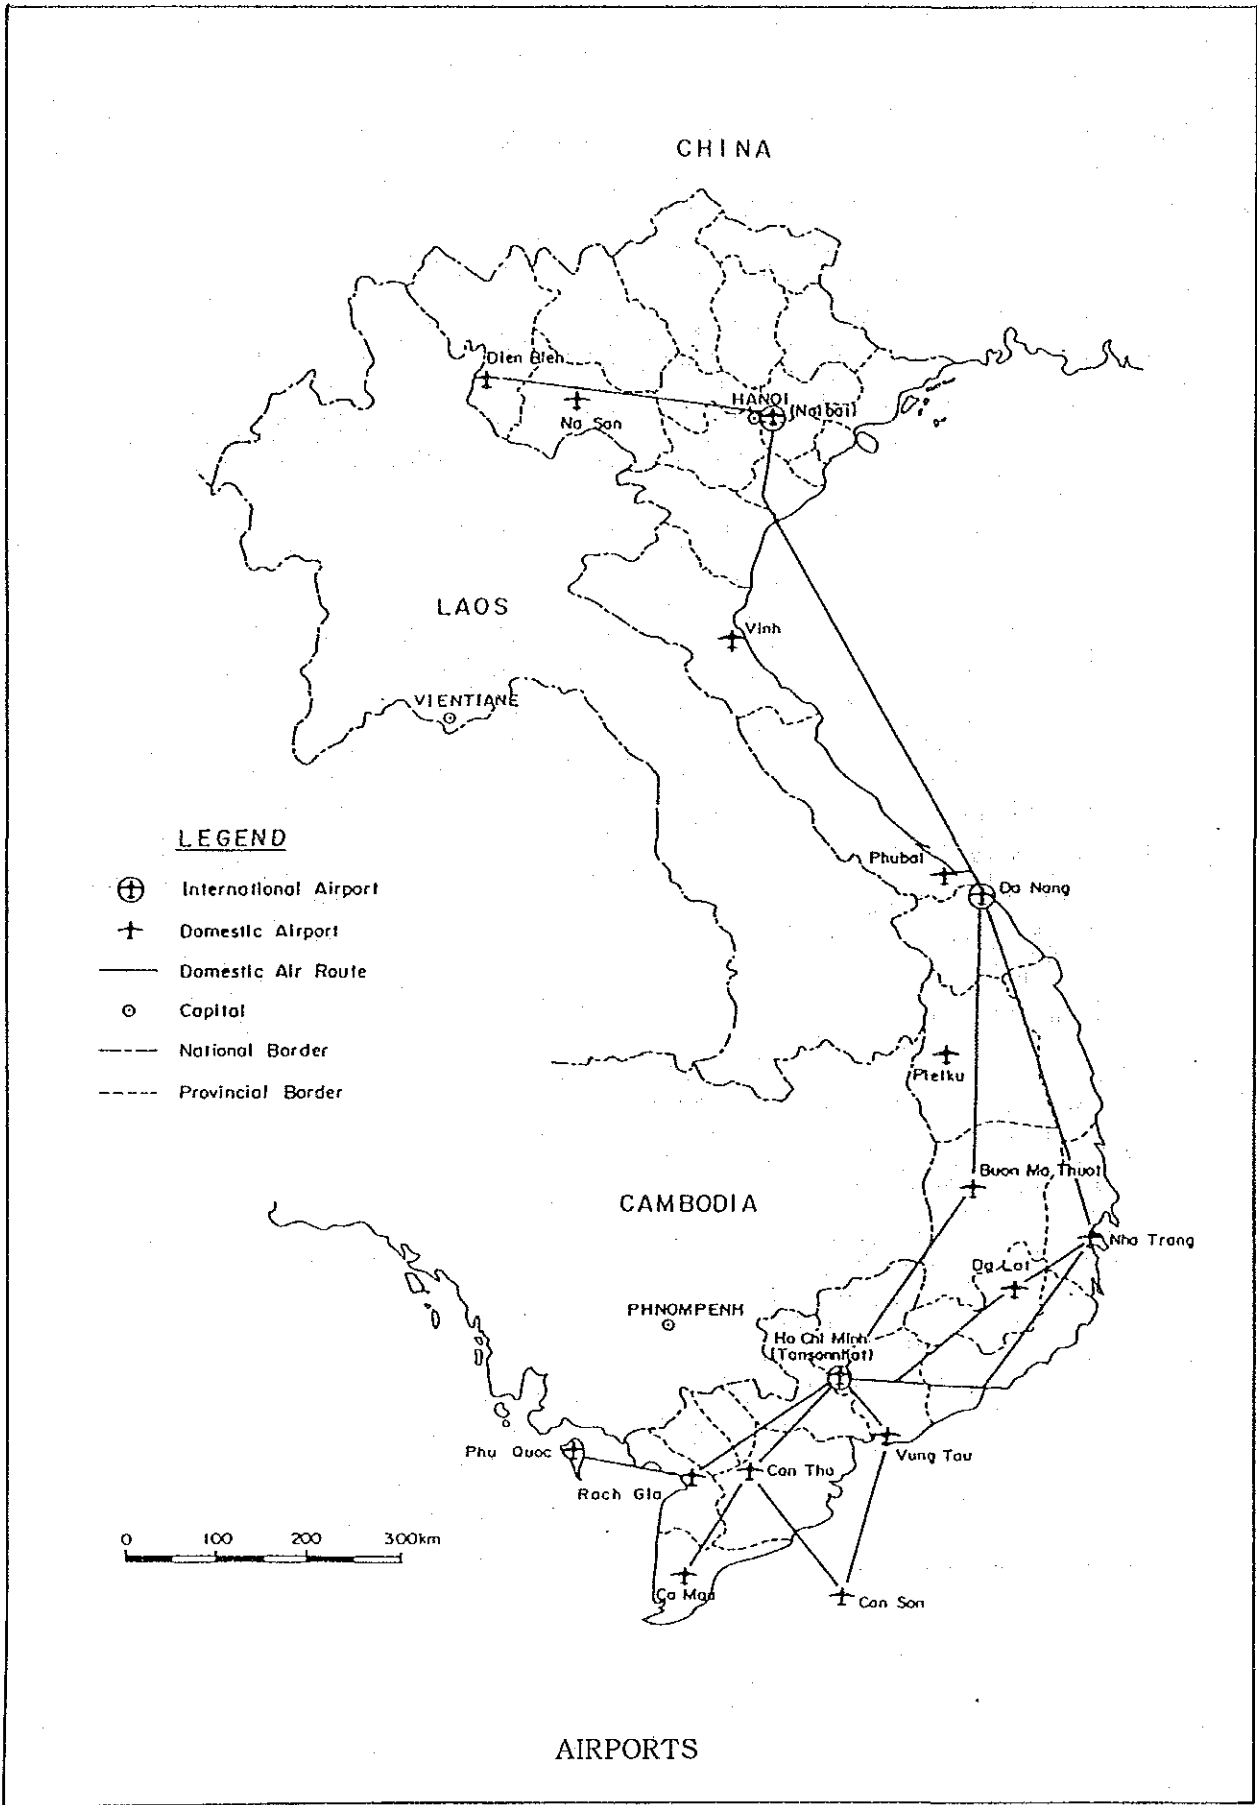 CHINA
Dien Bien
Na San
HANOI
(Noibai)
LAOS
Vinh
VIENTIANE
LEGEND
International Airport
Domestic Airport
Domestic Air Route
Capital
National Border
Provincial Border
Phubai
Da Nang
Pleiku
Buon Ma Thuot
CAMBODIA
Nha Trang
Da Lat
PHNOMPENH
Ho Chi Minh
(Tansonnhat)
Phu Quoc
Rach Gia
Can Tho
Vung Tau
0 100 200 300km
Ca Mau
Con Son
AIRPORTS